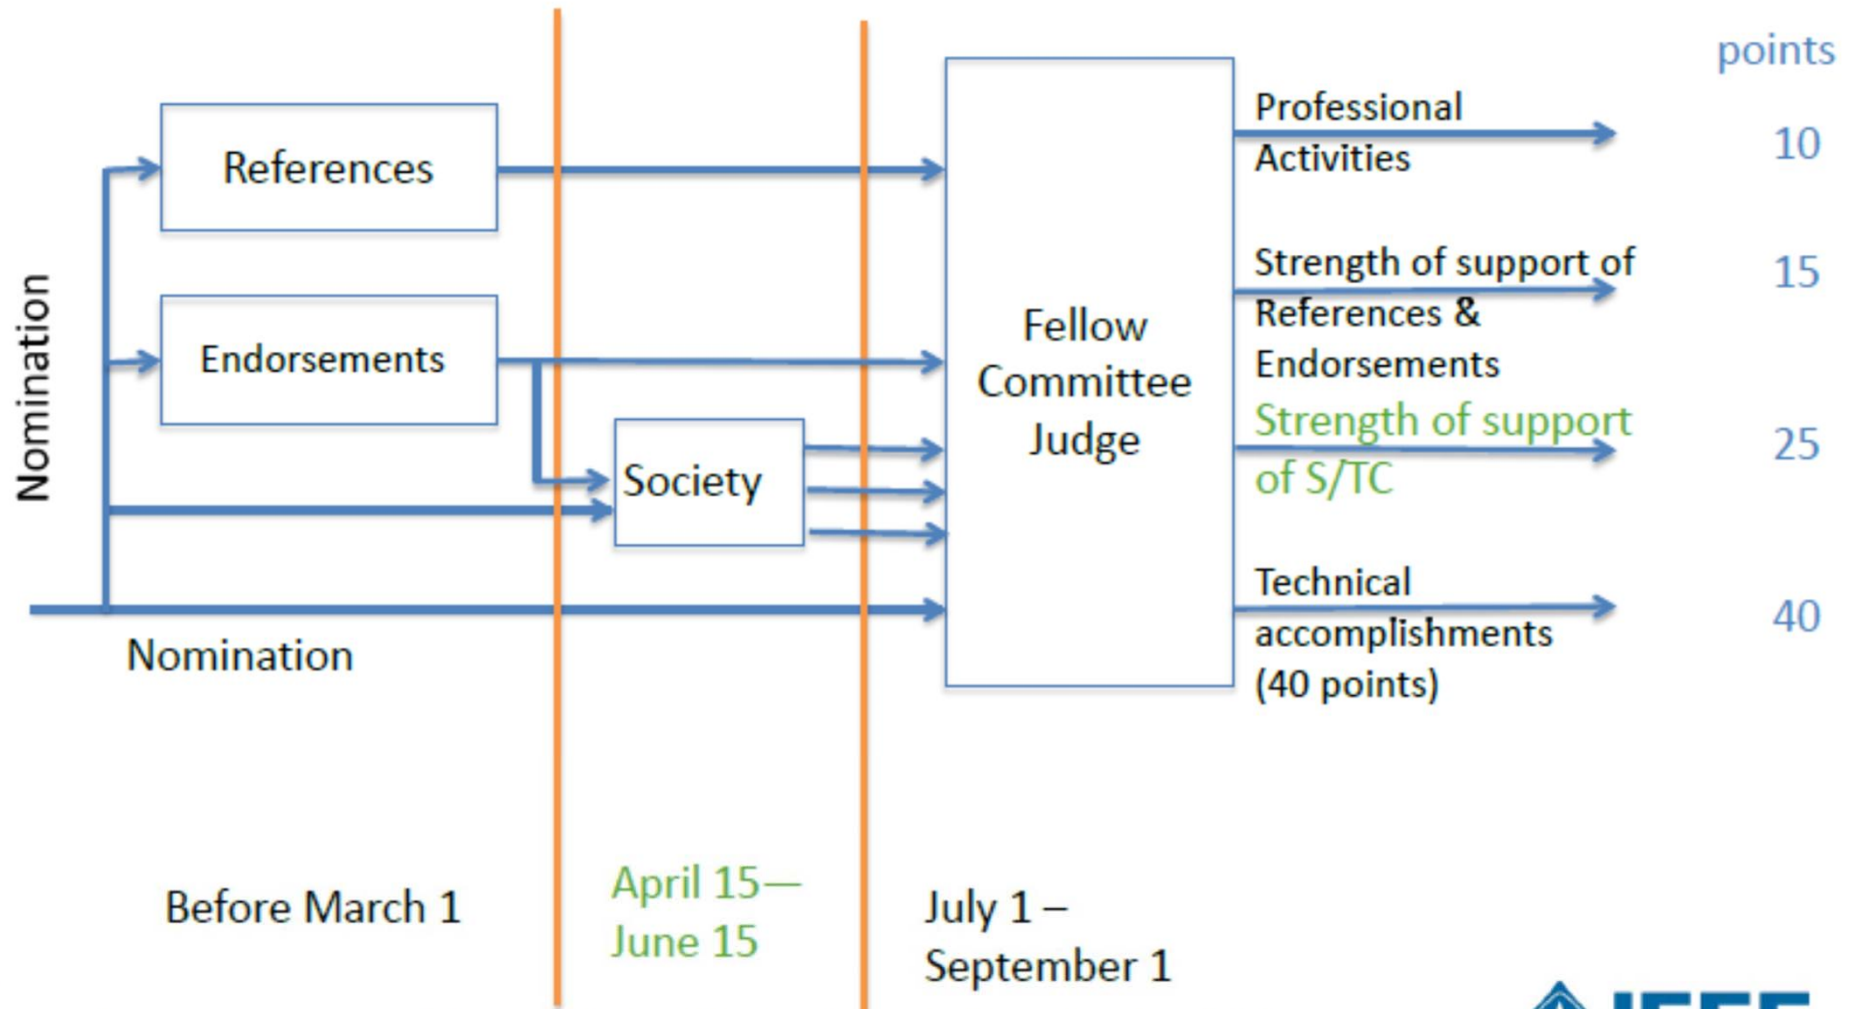 points
Professional
Activities
10
References
Strength of support of
References &
Endorsements
15
Nomination
Endorsements
Fellow
Committee
Judge
Strength of support
of S/TC
25
Society
Technical
accomplishments
(40 points)
40
Nomination
Before March 1
April 15—
June 15
July 1 –
September 1
IEEE